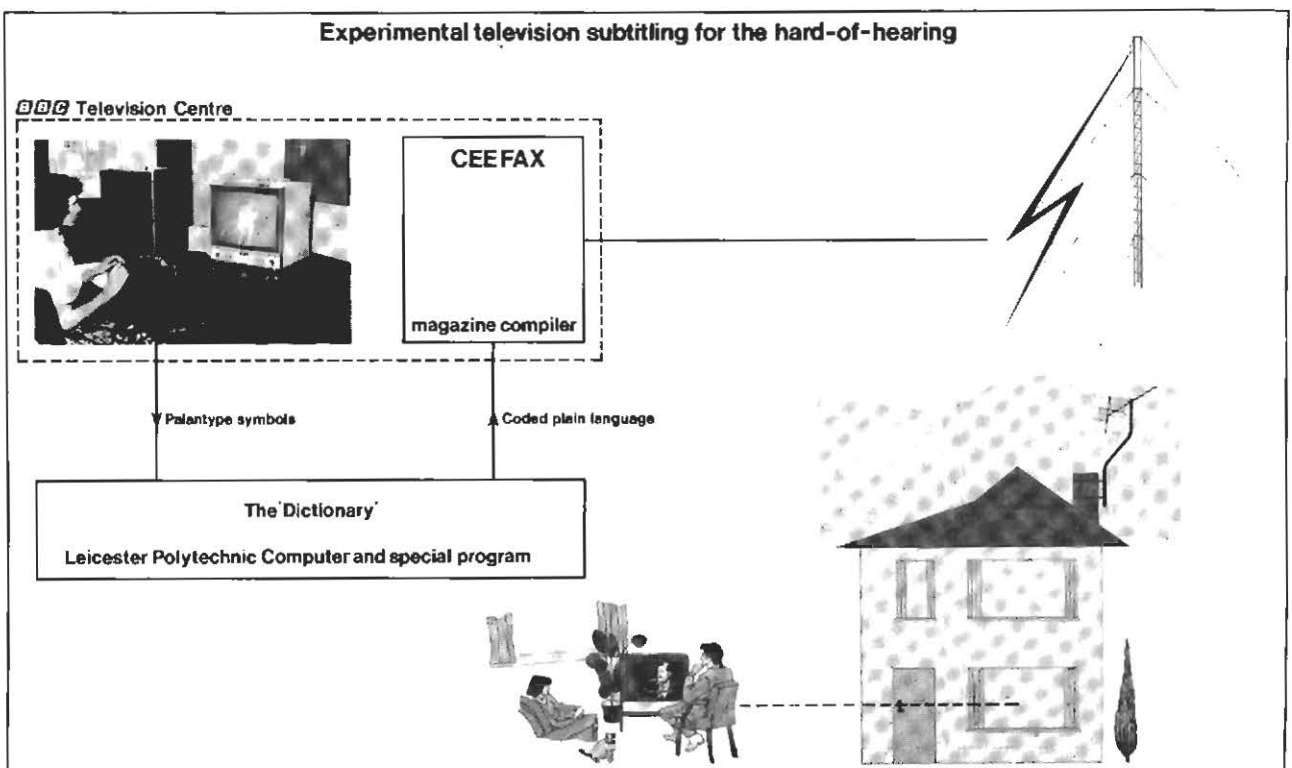 Experimental television subtitling for the hard-of-hearing
BBC Television Centre
CEEFAX
magazine compiler
Palantype symbols
Coded plain language
The 'Dictionary'
Leicester Polytechnic Computer and special program